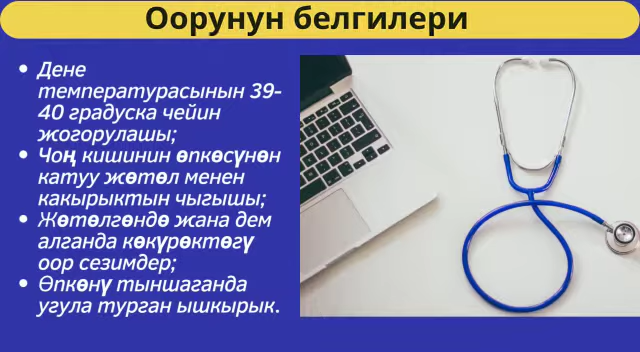 Оорунун белгилери
• Дене
температурасынын 39-
40 градуска чейин
жогорулашы;
• Чоң кишинин өпкөсүнөн
катуу жөтөл менен
какырыктын чыгышы;
• Жөтөлгөндө жана дем
алганда көкүрөктөгү
оор сезимдер;
• Өпкөнү тыншаганда
угула турган ышкырык.